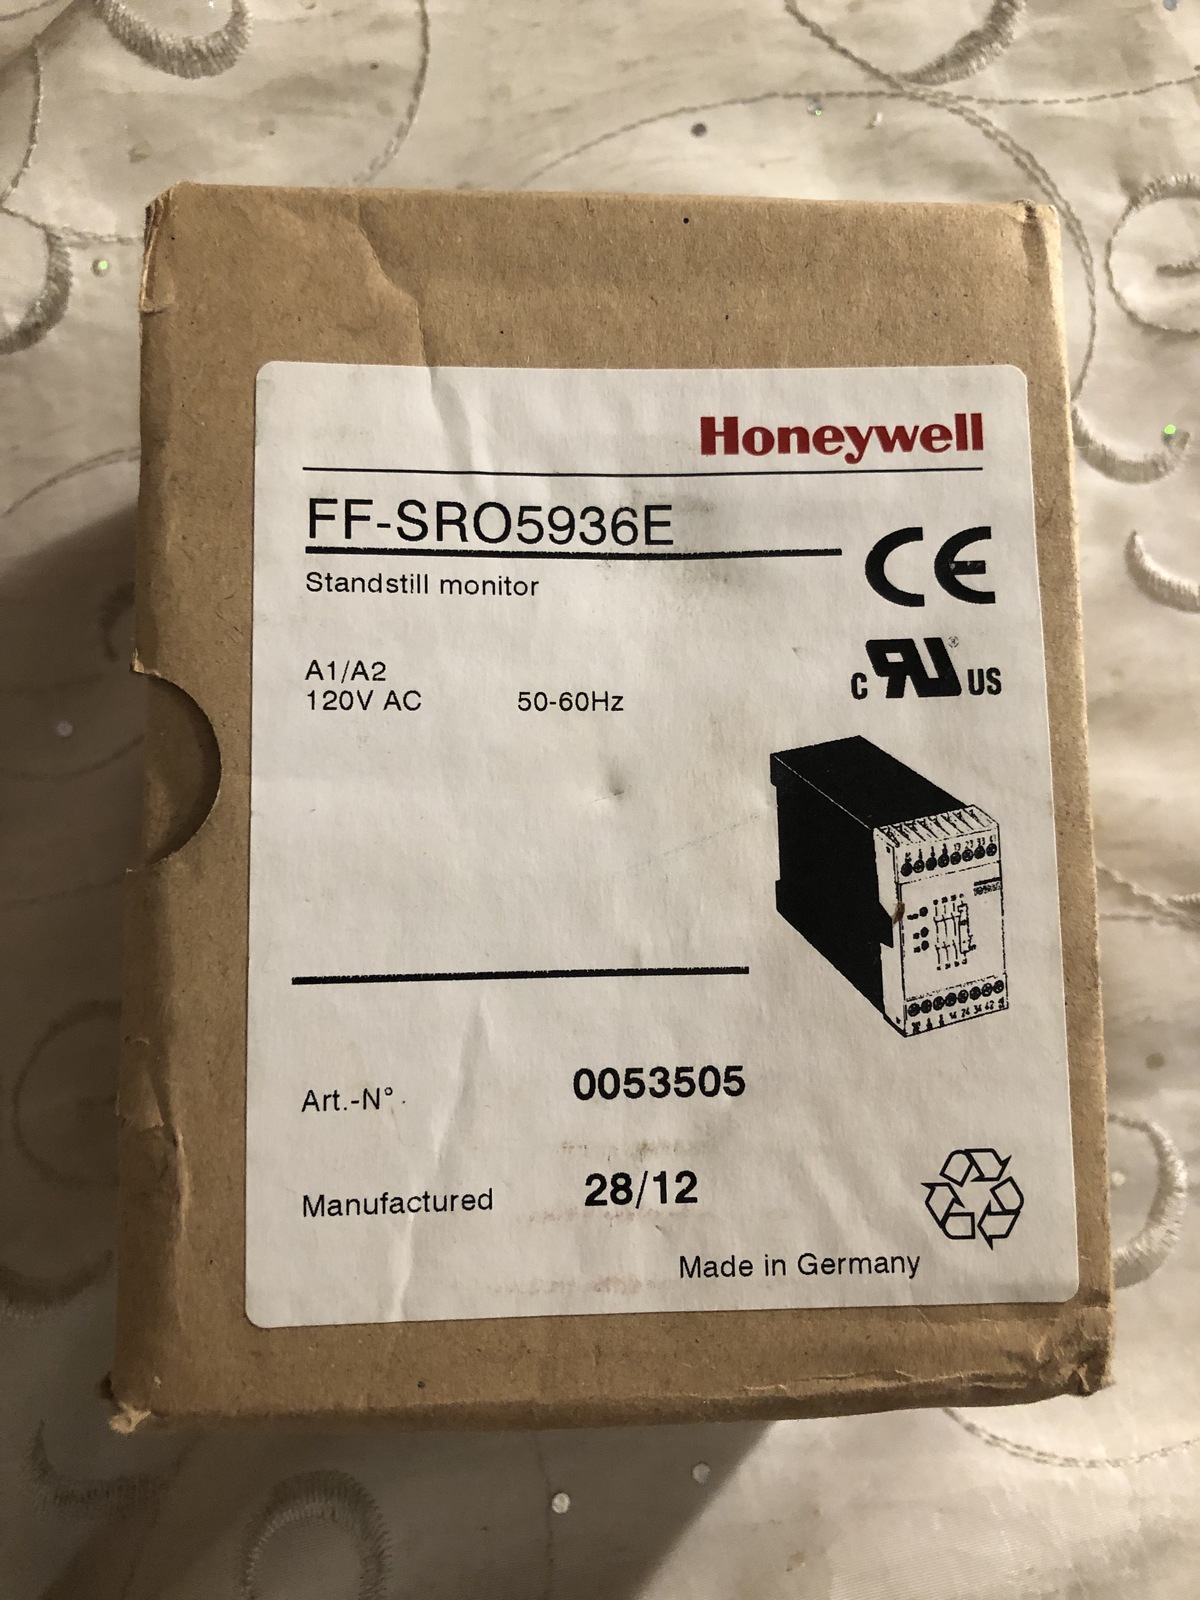 Honeywell
FF-SRO5936E
Standstill monitor
CE
A1/A2
120V AC 50-60Hz
c RU ® US
Art.-N°
0053505
Manufactured 28/12
Made in Germany